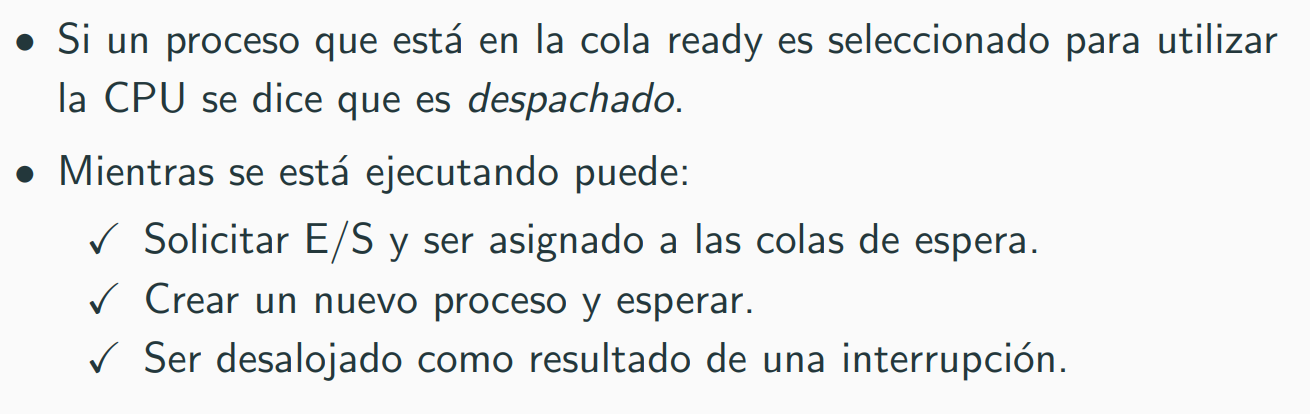 • Si un proceso que está en la cola ready es seleccionado para utilizar
la CPU se dice que es despachado.
• Mientras se está ejecutando puede:
✓ Solicitar E/S y ser asignado a las colas de espera.
✓ Crear un nuevo proceso y esperar.
✓ Ser desalojado como resultado de una interrupción.